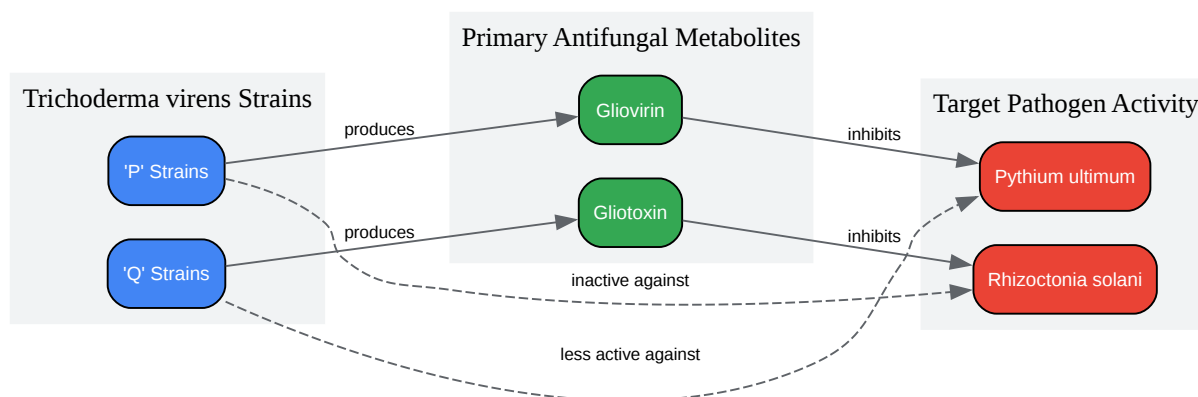 Primary Antifungal Metabolites
Trichoderma virens Strains
Target Pathogen Activity
Gliovirin
produces
inhibits
'P' Strains
Pythium ultimum
Gliotoxin
produces
inhibits
'Q' Strains
inactive against
Rhizoctonia solani
less active against